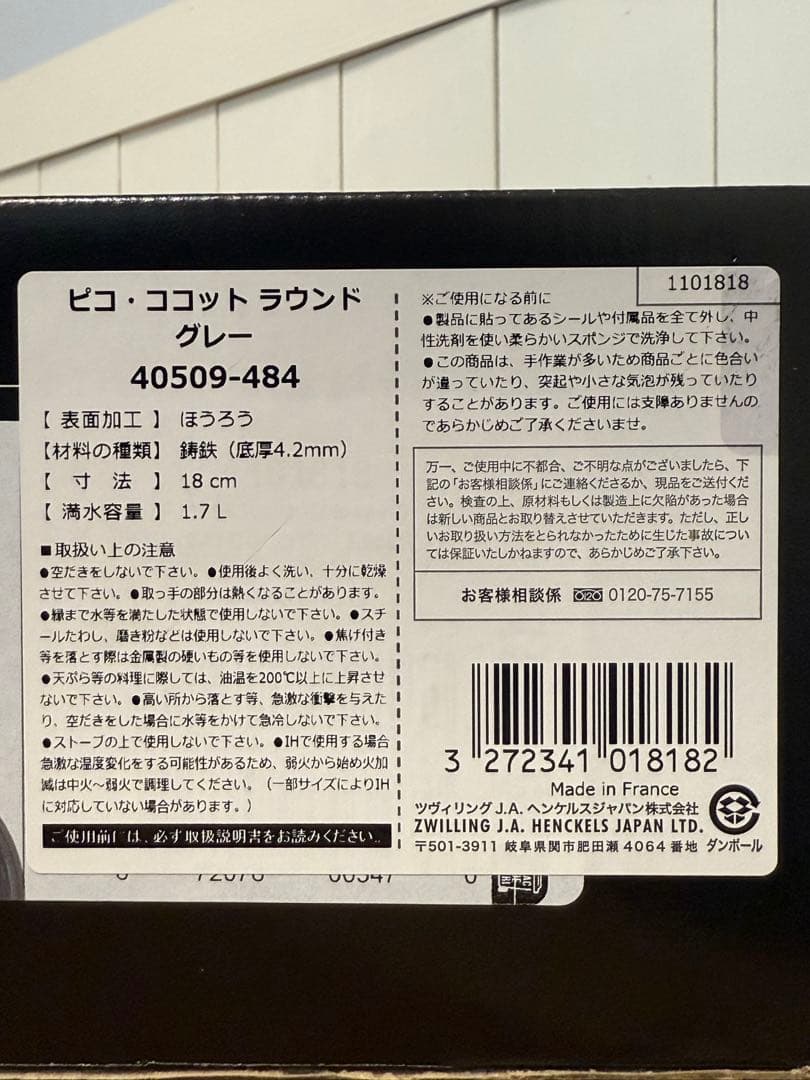 ピコ・ココット ラウンド
グレー
40509-484
【 表面加工 】 ほうろう
【材料の種類】 鋳鉄（底厚4.2mm）
【 寸 法 】 18 cm
【 満水容量 】 1.7 L
■取扱い上の注意
●空だきをしないで下さい。●使用後よく洗い、十分に乾燥
させて下さい。●取っ手の部分は熱くなることがあります。
●縁まで水等を満たした状態で使用しないで下さい。●スチ
ールたわし、磨き粉などは使用しないで下さい。●焦げ付き
等を落とす際は金属製の硬いもの等を使用しないで下さい。
●天ぷら等の料理に際しては、油温を200℃以上に上昇させ
ないで下さい。●高い所から落とす等、急激な衝撃を与えた
り、空だきをした場合に水等をかけて急冷しないで下さい。
●ストーブの上で使用しないで下さい。●IHで使用する場合
急激な温度変化をする可能性があるため、弱火から始め火加
減は中火〜弱火で調理してください。（一部サイズによりIH
に対応していない場合があります。）
ご使用前には、必ず取扱説明書をお読みください。
1101818
※ご使用になる前に
●製品に貼ってあるシールや付属品を全て外し、中
性洗剤を使い柔らかいスポンジで洗浄して下さい。
●この商品は、手作業が多いため商品ごとに色合い
が違っていたり、突起や小さな気泡が残っていたり
することがあります。ご使用には支障ありませんの
であらかじめご了承くださいませ。
万一、ご使用中に不都合、ご不明な点がございましたら、下
記の「お客様相談係」にご連絡くださるか、現品をご送付くだ
さい。検査の上、原材料もしくは製造上に欠陥があった場合
は新しい商品とお取り替えさせていただきます。ただし、正し
いお取り扱い方法をとられなかったために生じた事故につい
ては保証いたしかねますので、あらかじめご了承下さい。
お客様相談係 0120-75-7155
3 272341 018182
Made in France
ツヴィリング J.A. ヘンケルスジャパン株式会社
ZWILLING J.A. HENCKELS JAPAN LTD.
〒501-3911 岐阜県関市肥田瀬 4064 番地
ダンボール